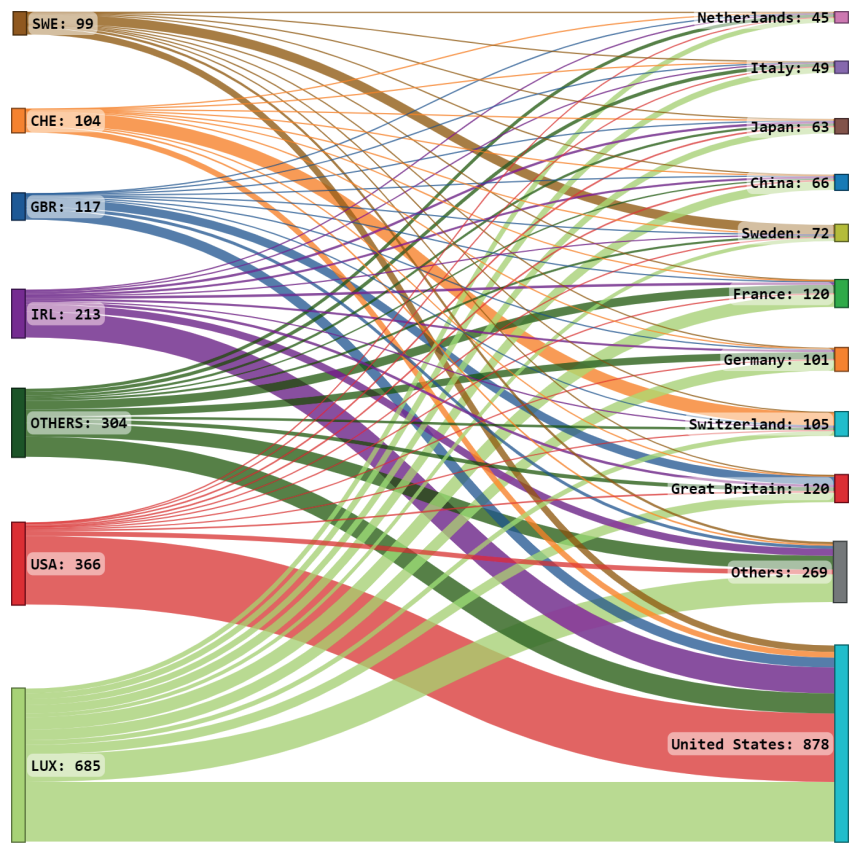 SWE: 99
CHE: 104
GBR: 117
IRL: 213
OTHERS: 304
USA: 366
LUX: 685
Netherlands: 45
Italy: 49
Japan: 63
China: 66
Sweden: 72
France: 120
Germany: 101
Switzerland: 105
Great Britain: 120
Others: 269
United States: 878